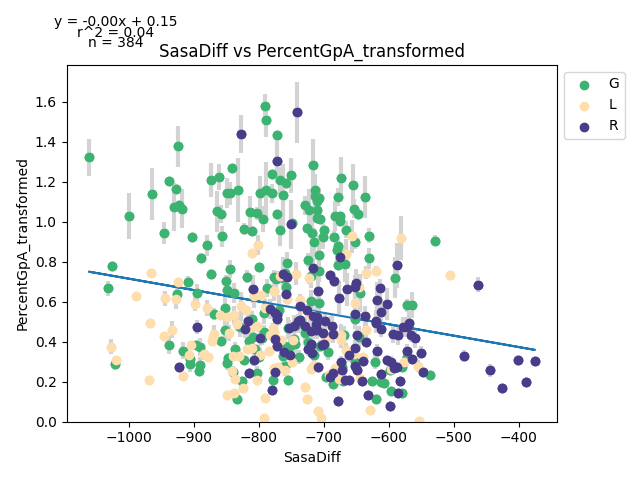 y = -0.00x + 0.15
r^2 = 0.04
n = 384
SasaDiff vs PercentGpA_transformed
G
L
R
PercentGpA_transformed
1.6
1.4
1.2
1.0
0.8
0.6
0.4
0.2
0.0
−1000 −900 −800 −700 −600 −500 −400
SasaDiff